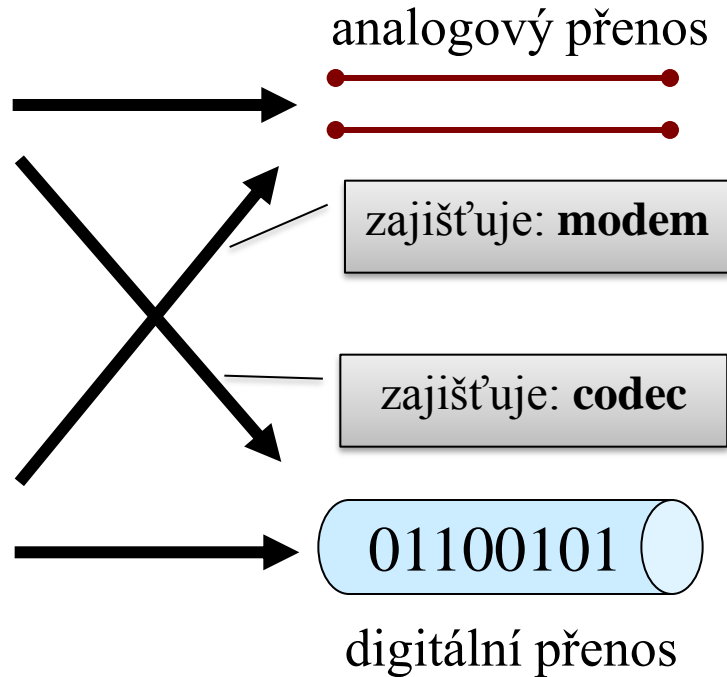 analogový přenos
zajišťuje: modem
zajišťuje: codec
01100101
digitální přenos